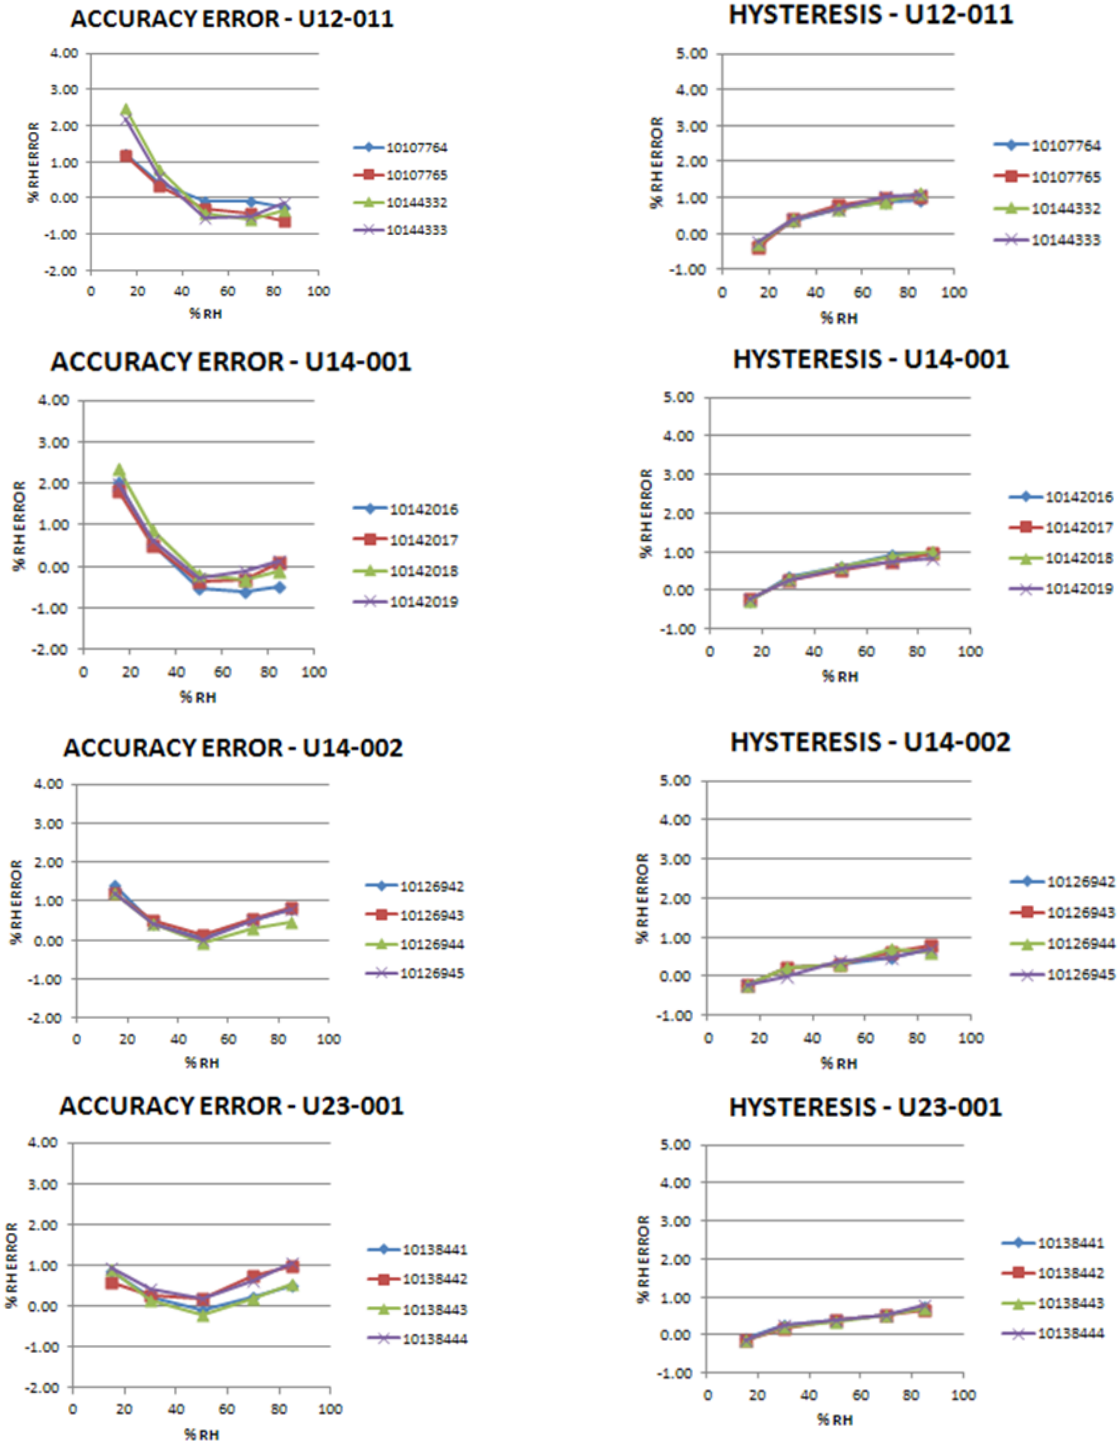 ACCURACY ERROR - U12-011
4.00
3.00
2.00
1.00
0.00
-1.00
-2.00
% RH ERROR
0 20 40 60 80 100
% RH
10107764
10107765
10144332
10144333
HYSTERESIS - U12-011
5.00
4.00
3.00
2.00
1.00
0.00
-1.00
% RH ERROR
0 20 40 60 80 100
% RH
10107764
10107765
10144332
10144333
ACCURACY ERROR - U14-001
4.00
3.00
2.00
1.00
0.00
-1.00
-2.00
% RH ERROR
0 20 40 60 80 100
% RH
10142016
10142017
10142018
10142019
HYSTERESIS - U14-001
5.00
4.00
3.00
2.00
1.00
0.00
-1.00
% RH ERROR
0 20 40 60 80 100
% RH
10142016
10142017
10142018
10142019
ACCURACY ERROR - U14-002
4.00
3.00
2.00
1.00
0.00
-1.00
-2.00
% RH ERROR
0 20 40 60 80 100
% RH
10126942
10126943
10126944
10126945
HYSTERESIS - U14-002
5.00
4.00
3.00
2.00
1.00
0.00
-1.00
% RH ERROR
0 20 40 60 80 100
% RH
10126942
10126943
10126944
10126945
ACCURACY ERROR - U23-001
4.00
3.00
2.00
1.00
0.00
-1.00
-2.00
% RH ERROR
0 20 40 60 80 100
% RH
10138441
10138442
10138443
10138444
HYSTERESIS - U23-001
5.00
4.00
3.00
2.00
1.00
0.00
-1.00
% RH ERROR
0 20 40 60 80 100
% RH
10138441
10138442
10138443
10138444